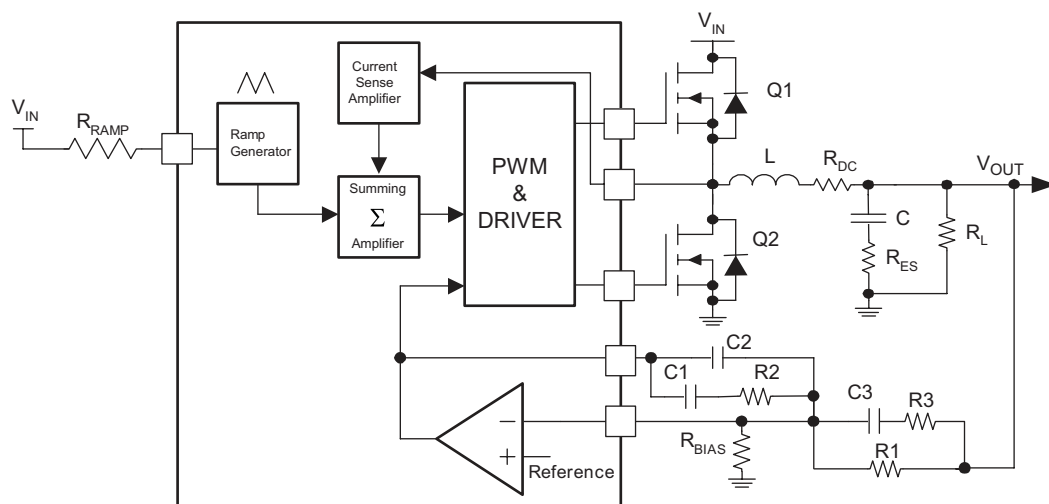 V_IN
R_RAMP
Ramp
Generator
Current
Sense
Amplifier
Summing
Σ
Amplifier
PWM
&
DRIVER
V_IN
Q1
L
R_DC
V_OUT
C
R_ES
R_L
Q2
C2
C1
R2
C3
R3
R_BIAS
R1
−
+
Reference